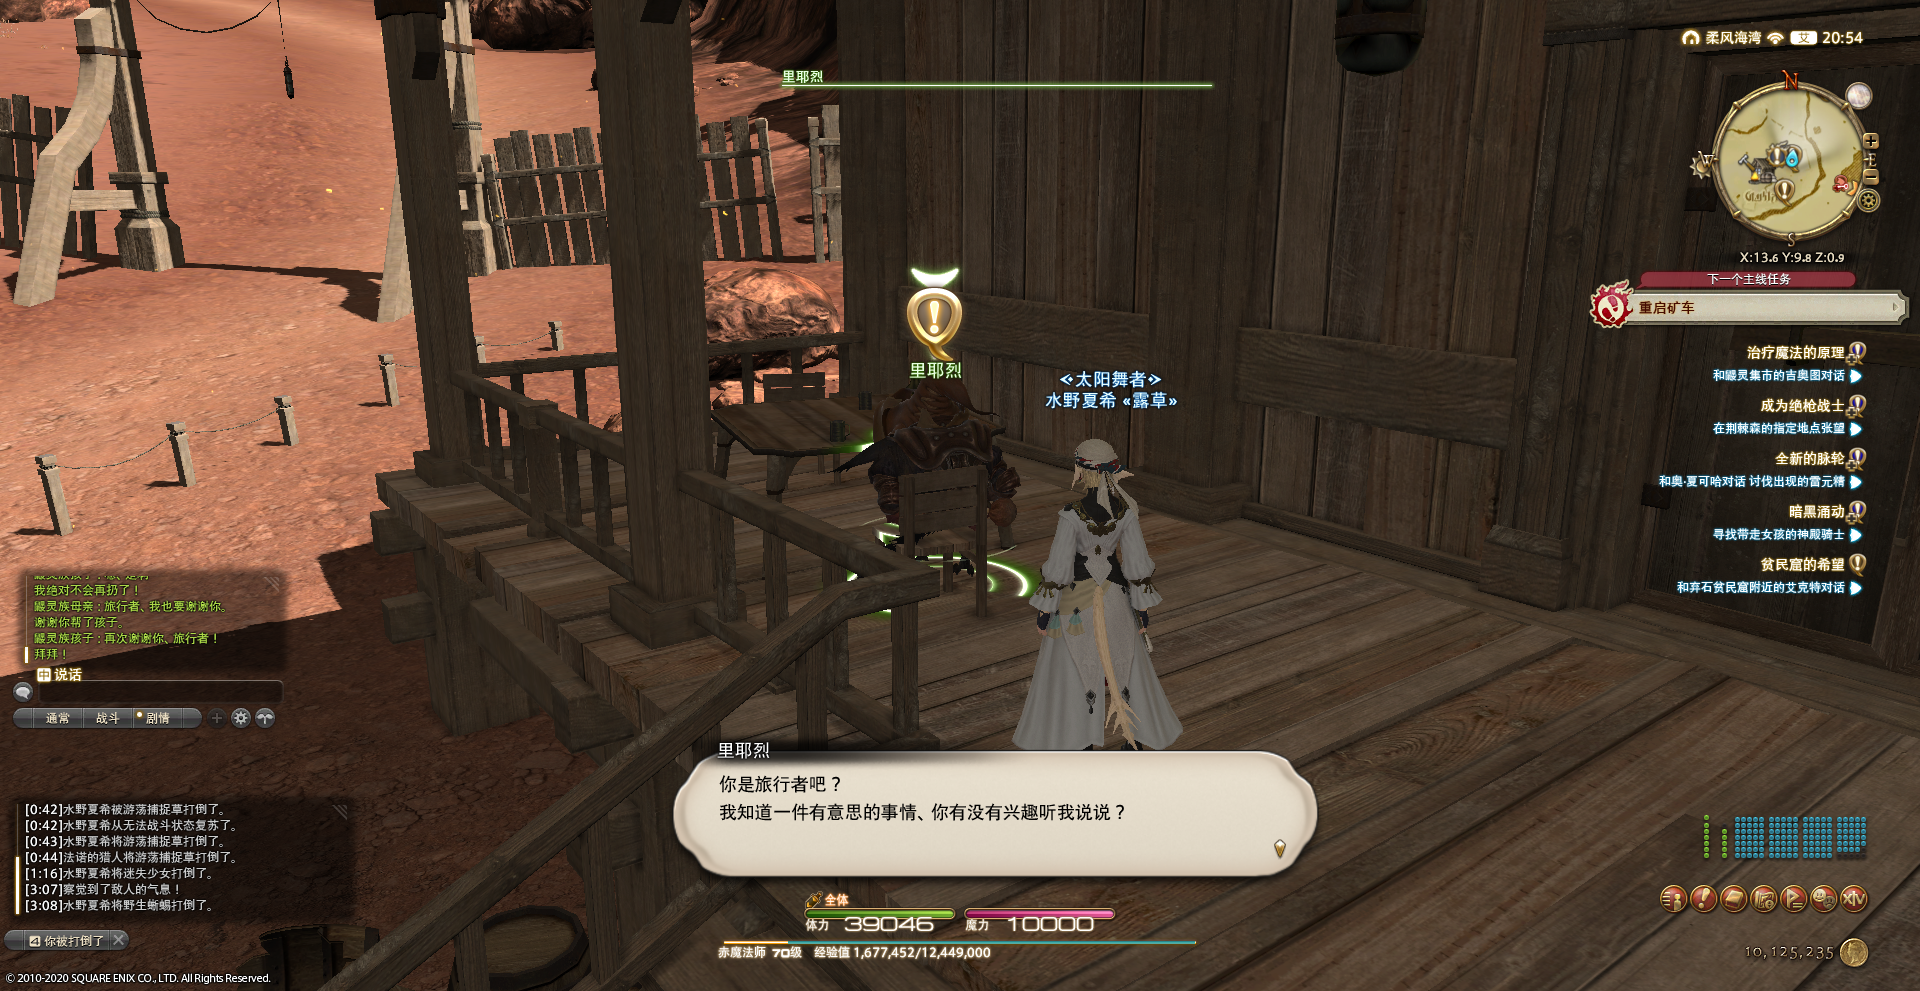 柔风海湾 艾 20:54
里耶烈
N
W
E
S
X:13.6 Y:9.8 Z:0.9
下一个主线任务
重启矿车
治疗魔法的原理
和鼹灵集市的吉奥图对话
成为绝枪战士
在荆棘森的指定地点张望
全新的脉轮
和奥·夏可哈对话 讨伐出现的雷元精
暗黑涌动
寻找带走女孩的神殿骑士
贫民窟的希望
和弃石贫民窟附近的艾克特对话
里耶烈
太阳舞者
水野夏希 «露草»
我绝对不会再扔了！
鼹灵族母亲：旅行者、我也要谢谢你。
谢谢你帮了孩子。
鼹灵族孩子：再次谢谢你、旅行者！
拜拜！
说话
通常 战斗 剧情
里耶烈
你是旅行者吧？
我知道一件有意思的事情、你有没有兴趣听我说说？
[0:42]水野夏希被游荡捕捉草打倒了。
[0:42]水野夏希从无法战斗状态复苏了。
[0:43]水野夏希将游荡捕捉草打倒了。
[0:44]法诺的猎人将游荡捕捉草打倒了。
[1:16]水野夏希将迷失少女打倒了。
[3:07]察觉到了敌人的气息！
[3:08]水野夏希将野生蜥蜴打倒了。
4 你被打倒了
全体
体力 39046 魔力 10000
赤魔法师 70级 经验值 1,677,452/12,449,000
XIV
10,125,235
© 2010-2020 SQUARE ENIX CO., LTD. All Rights Reserved.